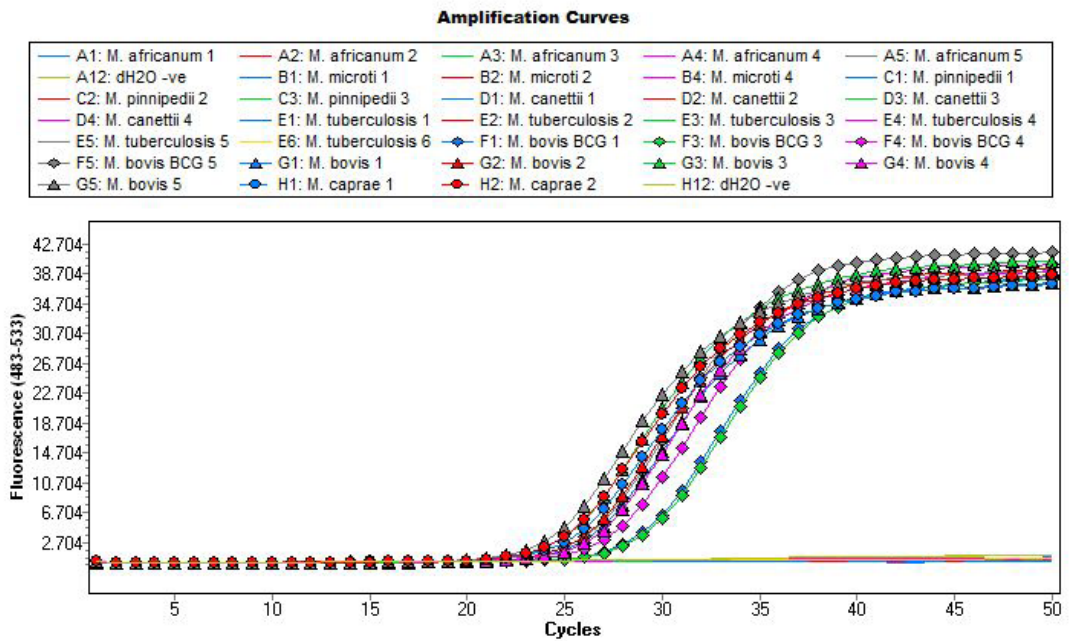 Amplification Curves
A1: M. africanum 1 A2: M. africanum 2 A3: M. africanum 3 A4: M. africanum 4 A5: M. africanum 5
A12: dH2O -ve B1: M. microti 1 B2: M. microti 2 B4: M. microti 4 C1: M. pinnipedii 1
C2: M. pinnipedii 2 C3: M. pinnipedii 3 D1: M. canettii 1 D2: M. canettii 2 D3: M. canettii 3
D4: M. canettii 4 E1: M. tuberculosis 1 E2: M. tuberculosis 2 E3: M. tuberculosis 3 E4: M. tuberculosis 4
E5: M. tuberculosis 5 E6: M. tuberculosis 6 F1: M. bovis BCG 1 F3: M. bovis BCG 3 F4: M. bovis BCG 4
F5: M. bovis BCG 5 G1: M. bovis 1 G2: M. bovis 2 G3: M. bovis 3 G4: M. bovis 4
G5: M. bovis 5 H1: M. caprae 1 H2: M. caprae 2 H12: dH2O -ve
Fluorescence (483-533)
42.704
38.704
34.704
30.704
26.704
22.704
18.704
14.704
10.704
6.704
2.704
5 10 15 20 25 30 35 40 45 50
Cycles